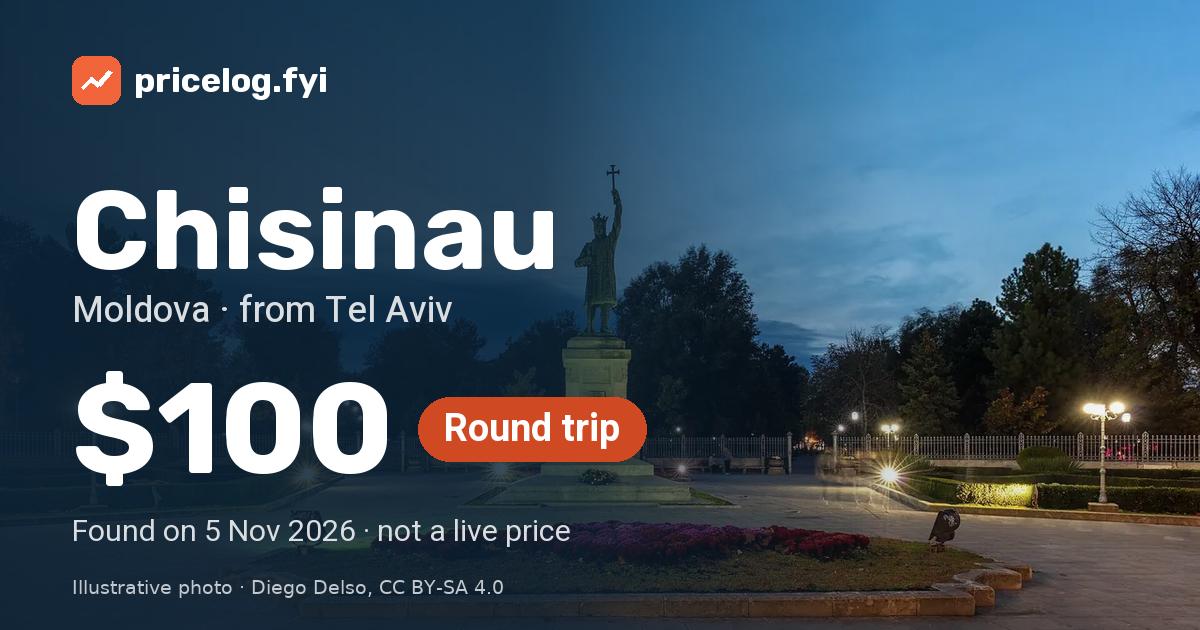 pricelog.fyi
Chisinau
Moldova · from Tel Aviv
$100 Round trip
Found on 5 Nov 2026 · not a live price
Illustrative photo · Diego Delso, CC BY-SA 4.0